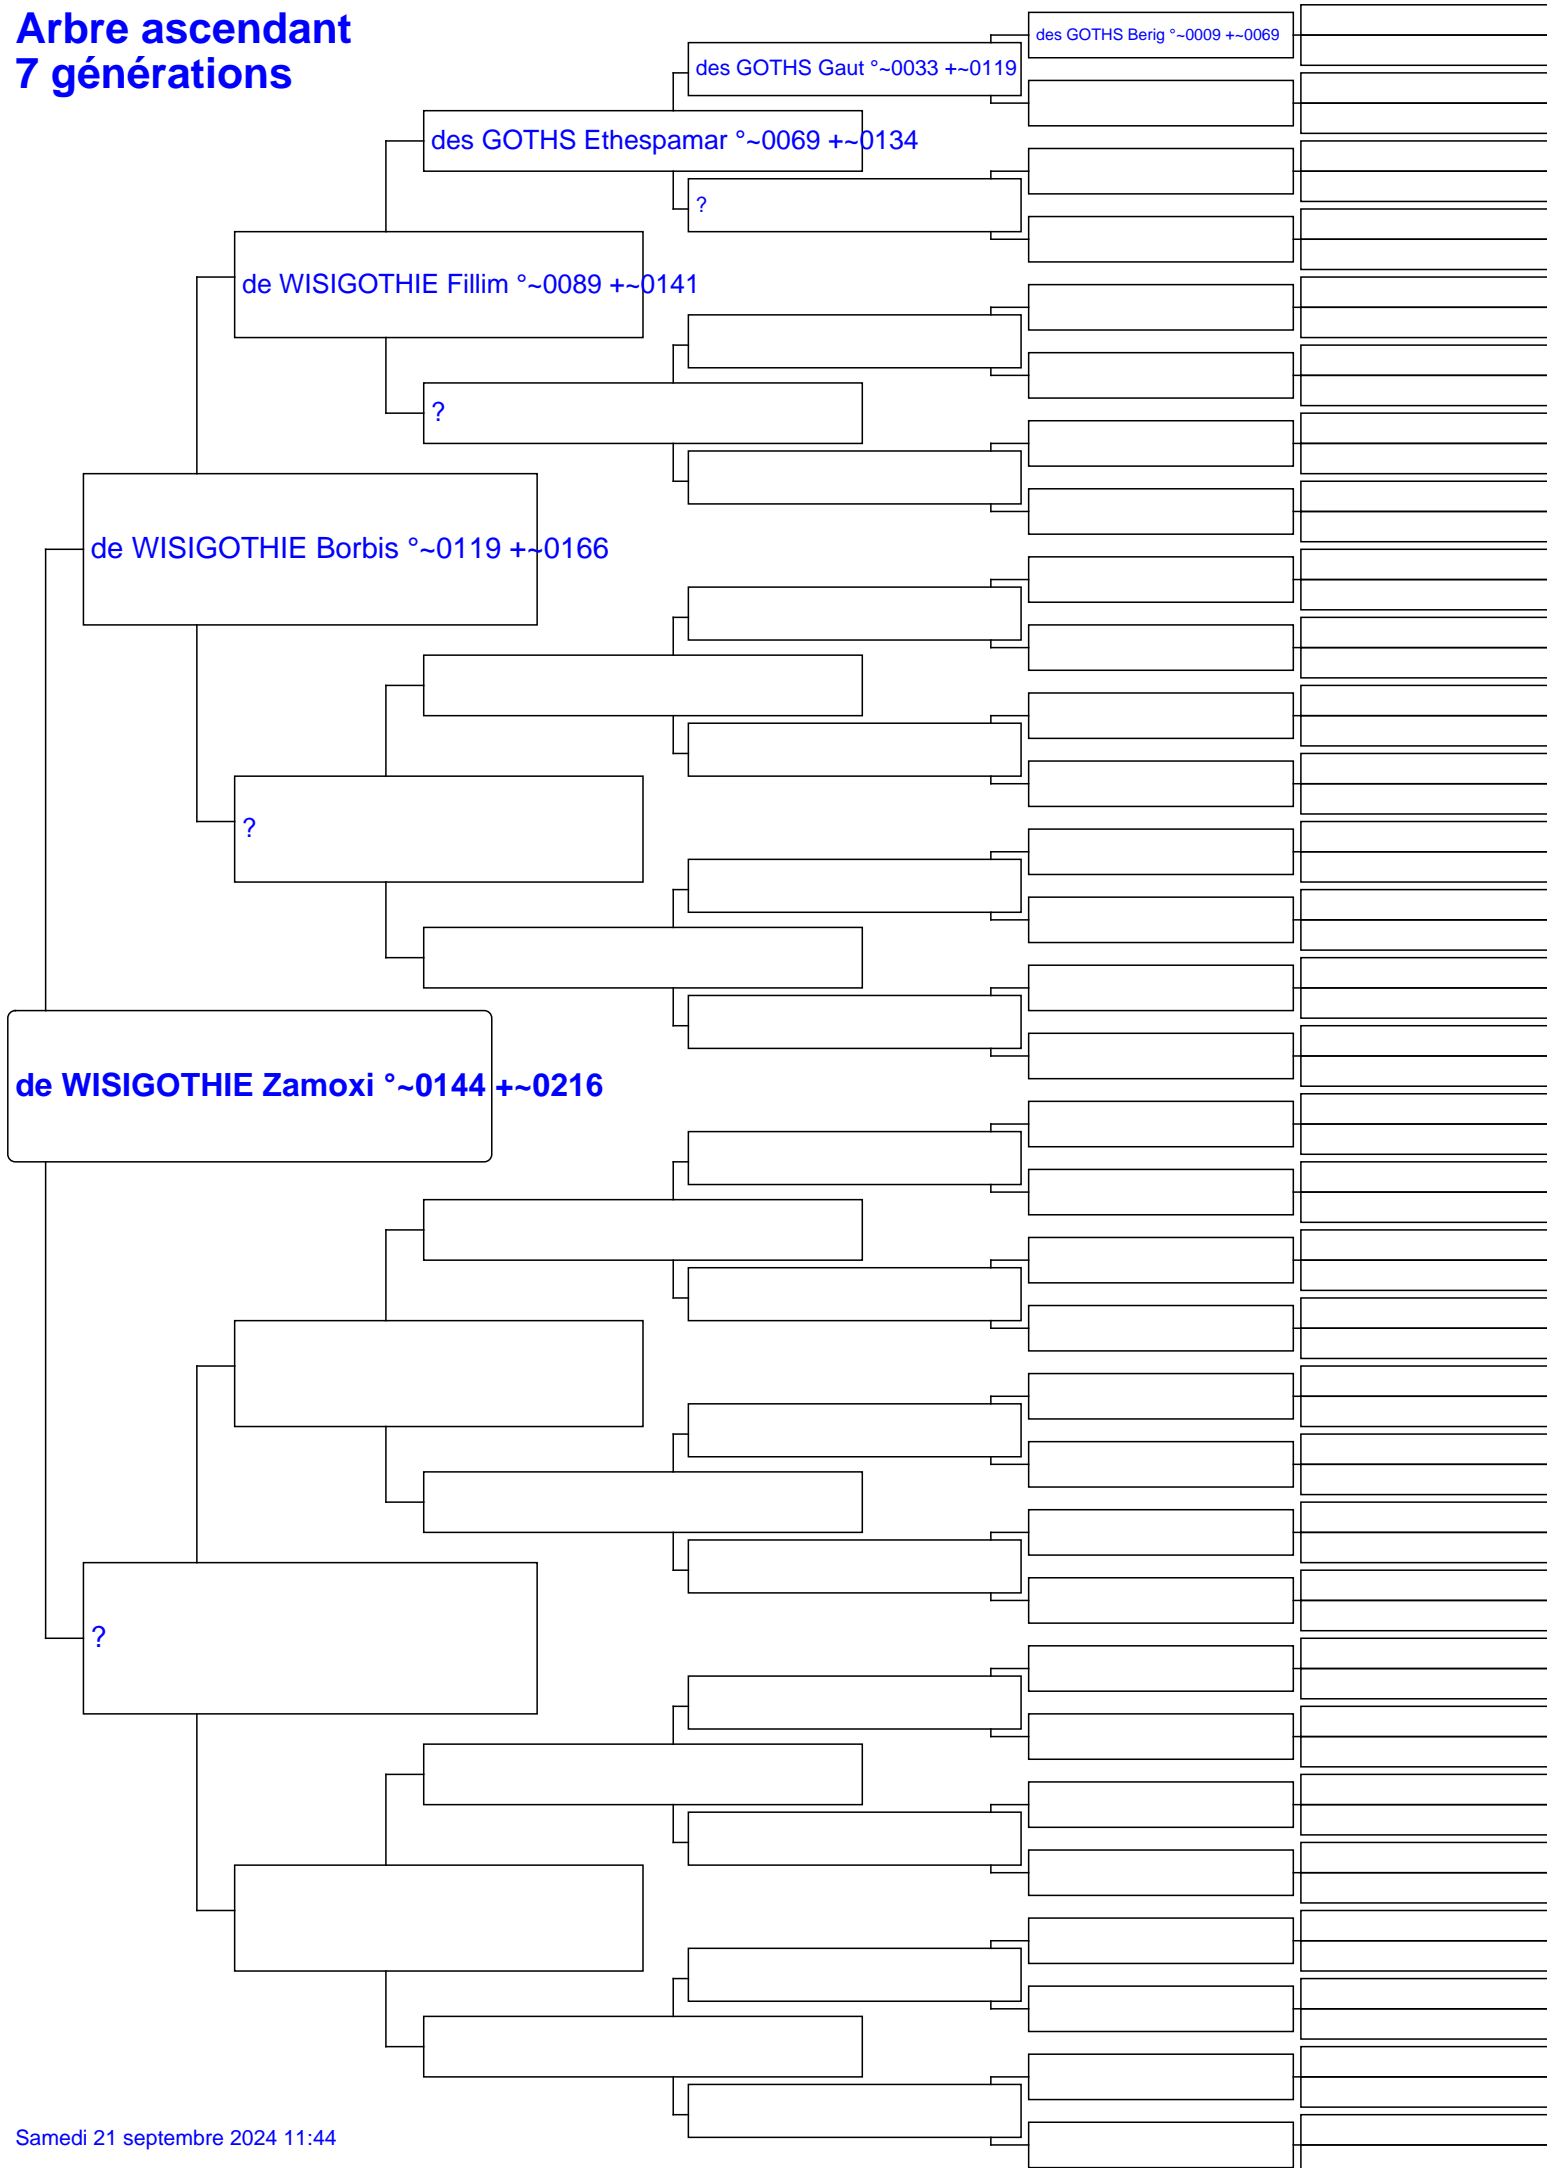 Arbre ascendant
7 générations
des GOTHS Berig °~0009 +~0069
des GOTHS Gaut °~0033 +~0119
des GOTHS Ethespamar °~0069 +~0134
?
de WISIGOTHIE Fillim °~0089 +~0141
?
de WISIGOTHIE Borbis °~0119 +~0166
?
de WISIGOTHIE Zamoxi °~0144 +~0216
?
Samedi 21 septembre 2024 11:44